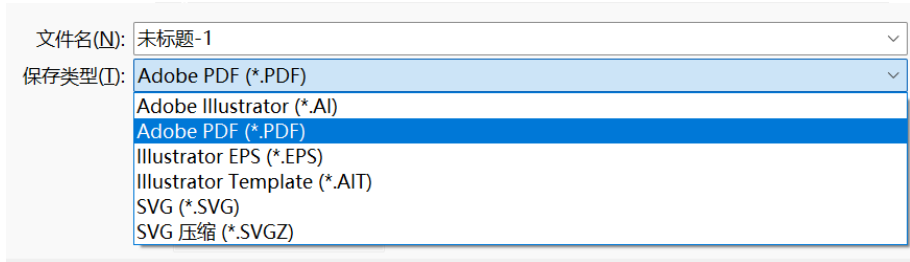 文件名(N): 未标题-1
保存类型(T): Adobe PDF (*.PDF)
Adobe Illustrator (*.AI)
Adobe PDF (*.PDF)
Illustrator EPS (*.EPS)
Illustrator Template (*.AIT)
SVG (*.SVG)
SVG 压缩 (*.SVGZ)